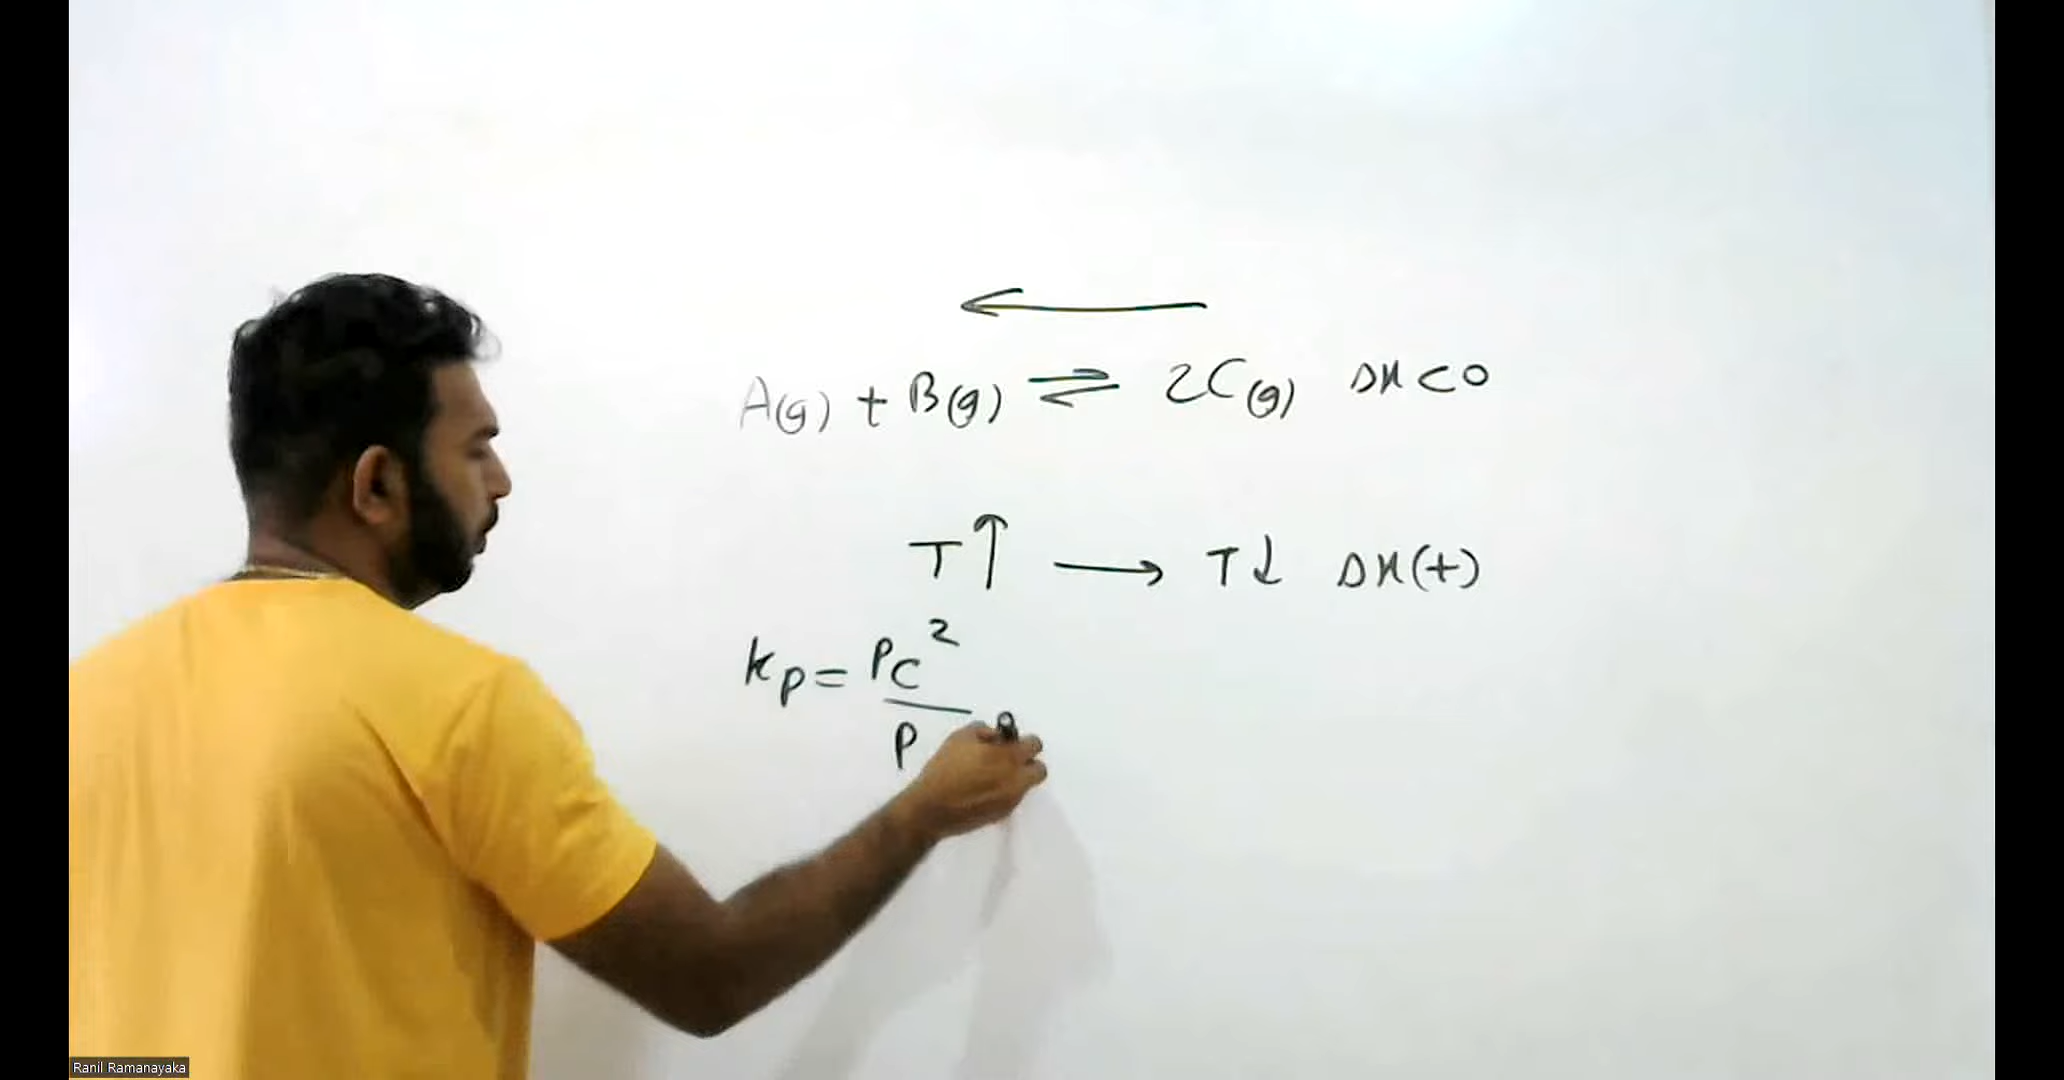 A(g) + B(g) ⇌ 2C(g) ΔH < 0
T↑ → T↓ ΔH(+)
kp = PC²
P
Ranil Ramanayaka